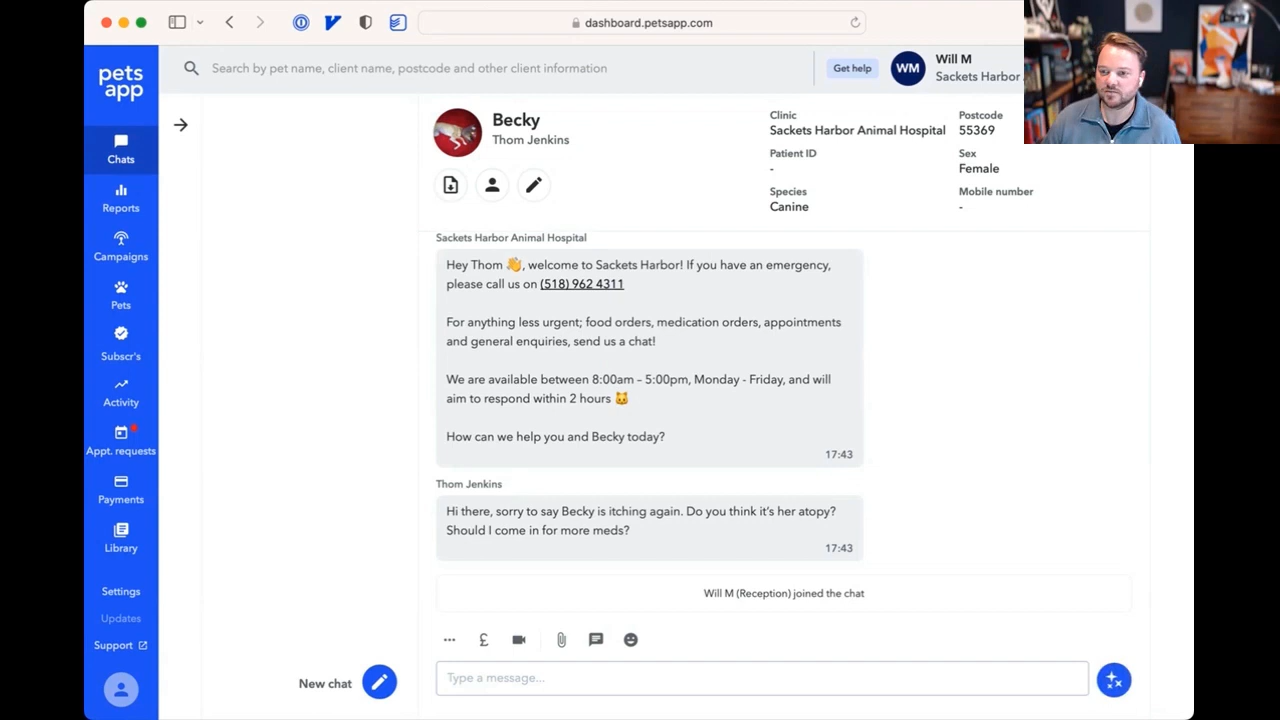 dashboard.petsapp.com
pets
app
Search by pet name, client name, postcode and other client information
Get help
WM
Will M
Sackets Harbor
Chats
Reports
Campaigns
Pets
Subscr's
Activity
Appt. requests
Payments
Library
Settings
Updates
Support
Becky
Thom Jenkins
Clinic
Sackets Harbor Animal Hospital
Postcode
55369
Patient ID
-
Sex
Female
Species
Canine
Mobile number
-
Sackets Harbor Animal Hospital
Hey Thom 👋, welcome to Sackets Harbor! If you have an emergency,
please call us on (518) 962 4311
For anything less urgent; food orders, medication orders, appointments
and general enquiries, send us a chat!
We are available between 8:00am – 5:00pm, Monday - Friday, and will
aim to respond within 2 hours 🐱
How can we help you and Becky today?
17:43
Thom Jenkins
Hi there, sorry to say Becky is itching again. Do you think it's her atopy?
Should I come in for more meds?
17:43
Will M (Reception) joined the chat
£
New chat
Type a message...